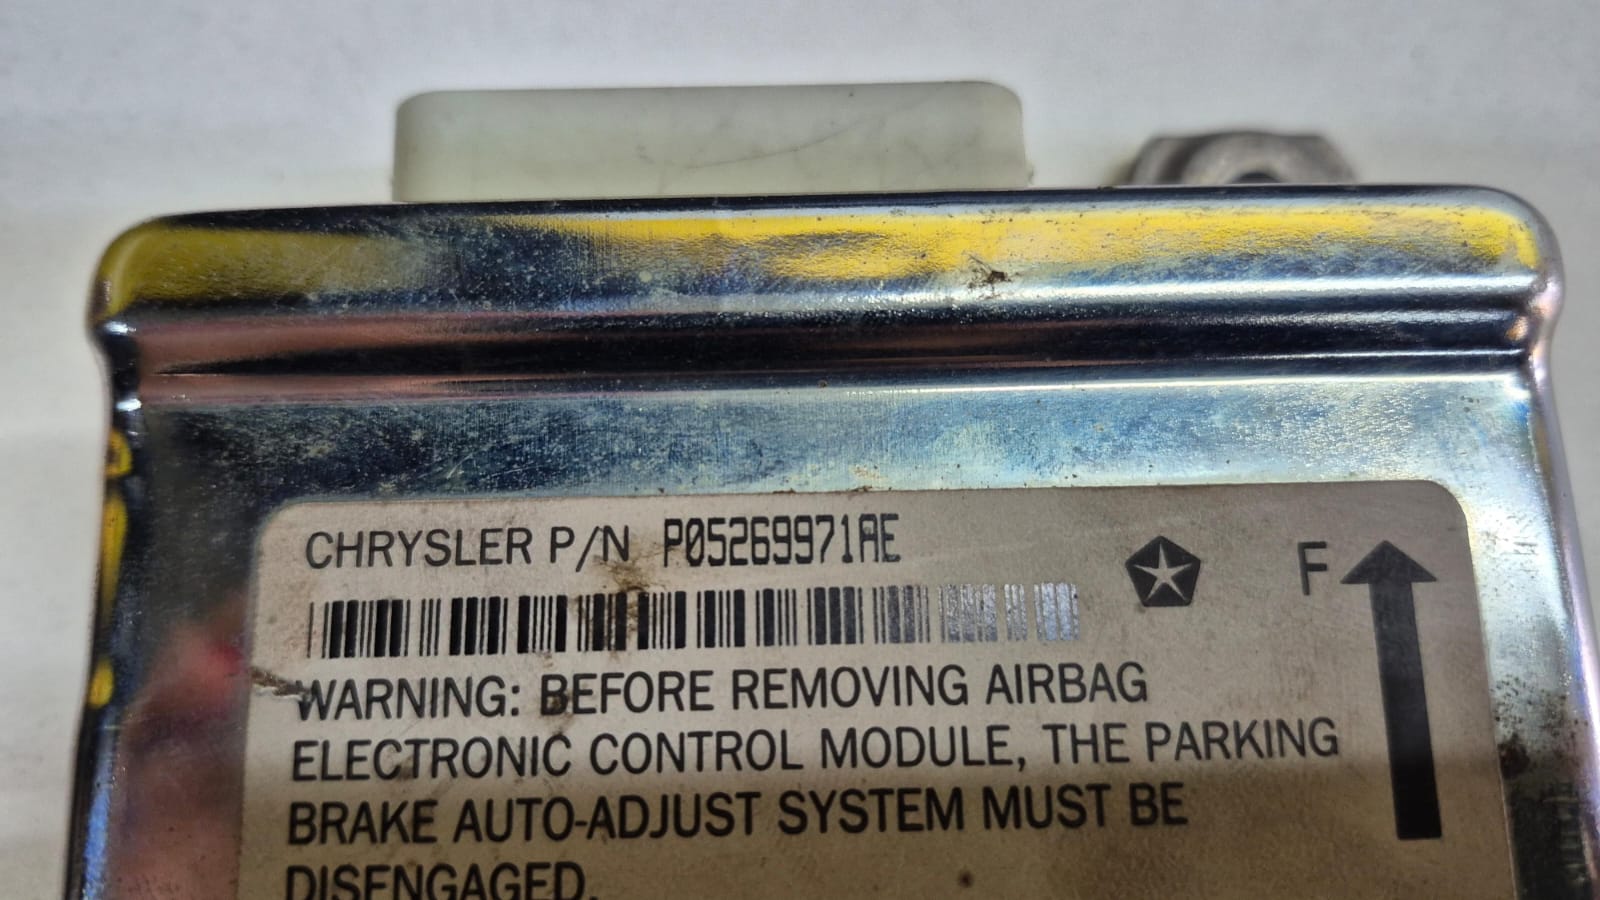 CHRYSLER P/N P05269971AE
F
WARNING: BEFORE REMOVING AIRBAG
ELECTRONIC CONTROL MODULE, THE PARKING
BRAKE AUTO-ADJUST SYSTEM MUST BE
DISENGAGED.